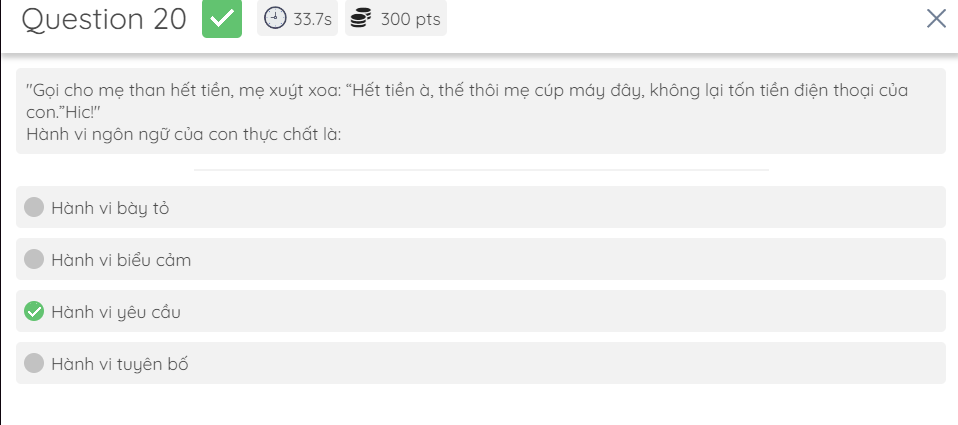 Question 20
33.7s
300 pts
"Gọi cho mẹ than hết tiền, mẹ xuýt xoa: “Hết tiền à, thế thôi mẹ cúp máy đây, không lại tốn tiền điện thoại của
con.”Hic!"
Hành vi ngôn ngữ của con thực chất là:
Hành vi bày tỏ
Hành vi biểu cảm
Hành vi yêu cầu
Hành vi tuyên bố